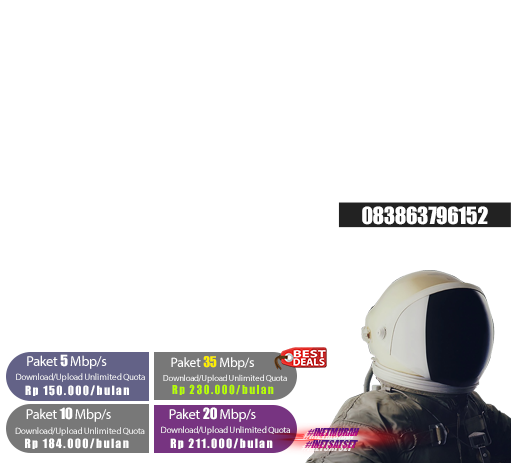 083863796152
Paket 5 Mbp/s
Download/Upload Unlimited Quota
Rp 150.000/bulan
Paket 35 Mbp/s
Download/Upload Unlimited Quota
Rp 230.000/bulan
BEST
DEALS
Paket 10 Mbp/s
Download/Upload Unlimited Quota
Rp 184.000/bulan
Paket 20 Mbp/s
Download/Upload Unlimited Quota
Rp 211.000/bulan
#INETMURAH
#INETSATSET